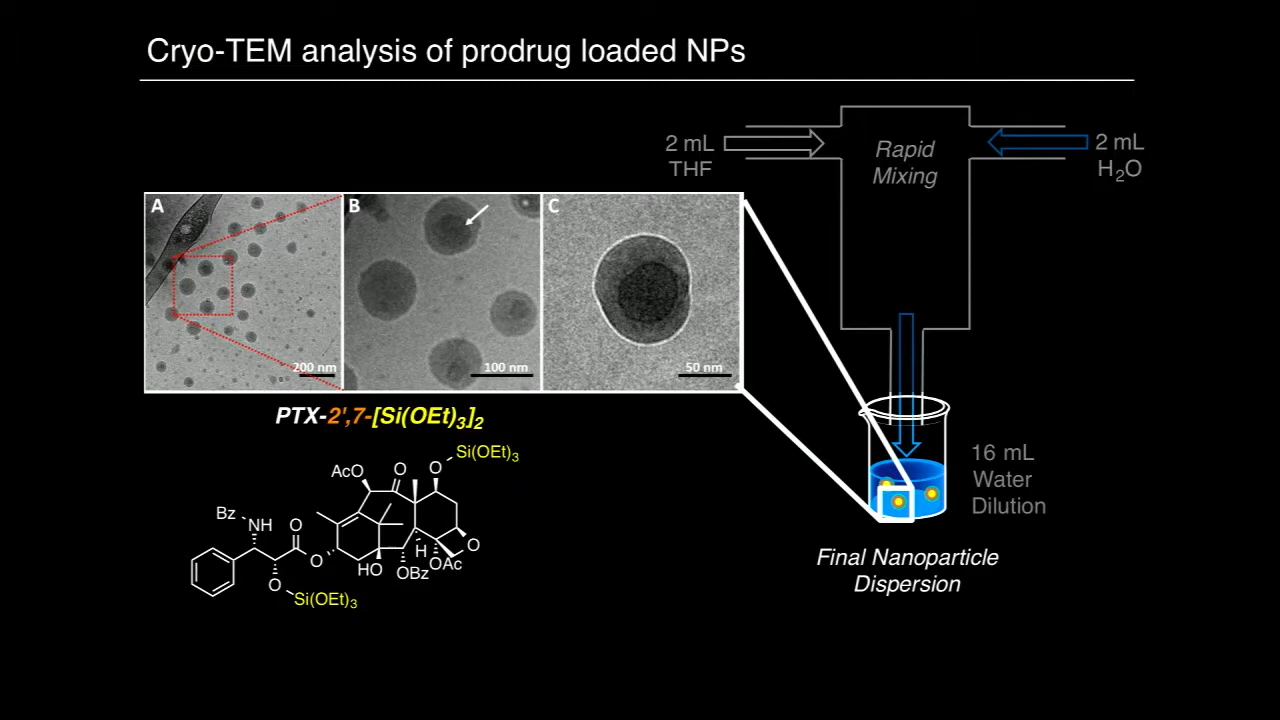 Cryo-TEM analysis of prodrug loaded NPs
2 mL
THF
Rapid
Mixing
2 mL
H2O
A
B
C
200 nm
100 nm
50 nm
PTX-2',7-[Si(OEt)3]2
Si(OEt)3
AcO
O
O
Bz
NH
O
O
O
Si(OEt)3
HO
OBz
H
OAc
O
16 mL
Water
Dilution
Final Nanoparticle
Dispersion